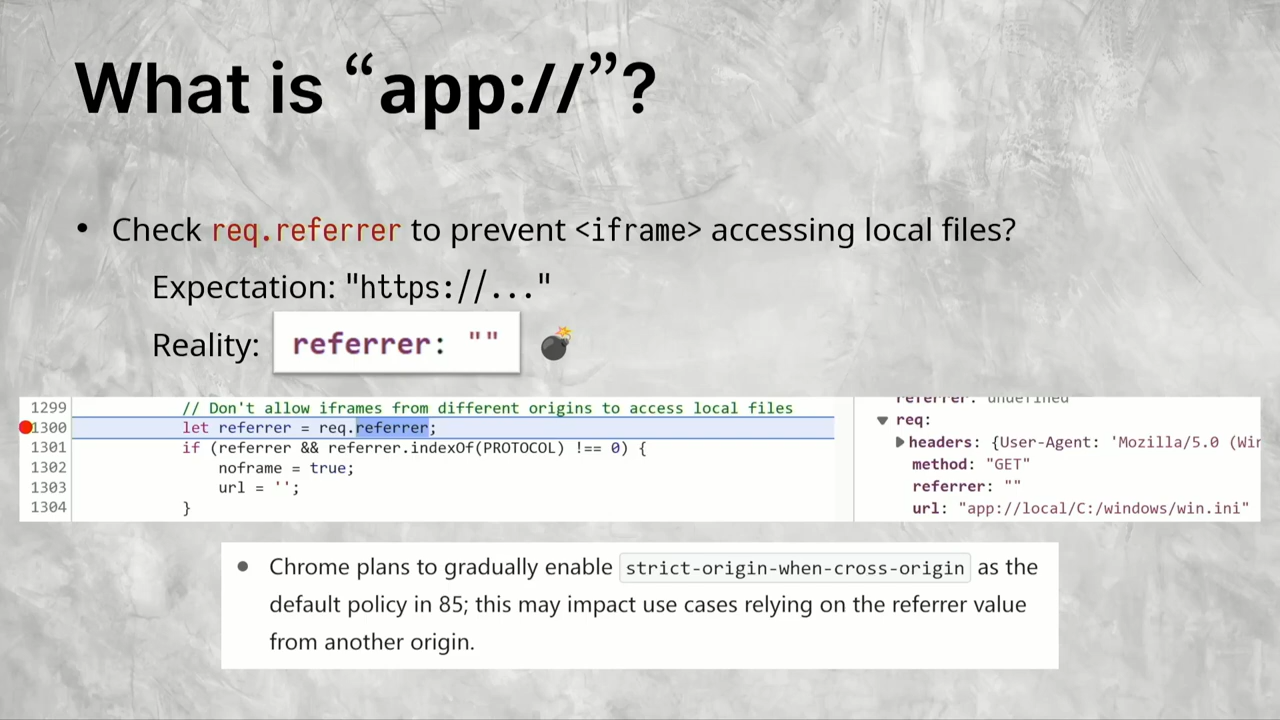 What is “app://”?
• Check req.referrer to prevent <iframe> accessing local files?
Expectation: "https://..."
Reality: referrer: ""
1299 // Don't allow iframes from different origins to access local files
1300 let referrer = req.referrer;
1301 if (referrer && referrer.indexOf(PROTOCOL) !== 0) {
1302 noframe = true;
1303 url = '';
1304 }
referrer: undefined
req:
headers: {User-Agent: 'Mozilla/5.0 (Wir
method: "GET"
referrer: ""
url: "app://local/C:/windows/win.ini"
• Chrome plans to gradually enable strict-origin-when-cross-origin as the
default policy in 85; this may impact use cases relying on the referrer value
from another origin.